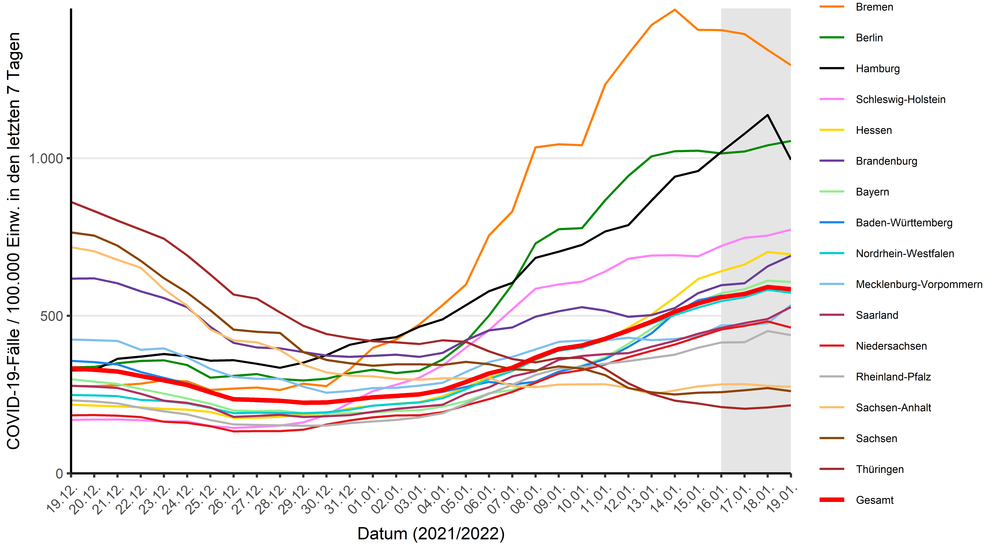 COVID-19-Fälle / 100.000 Einw. in den letzten 7 Tagen
1.000
500
0
19.12.
20.12.
21.12.
22.12.
23.12.
24.12.
25.12.
26.12.
27.12.
28.12.
29.12.
30.12.
31.12.
01.01.
02.01.
03.01.
04.01.
05.01.
06.01.
07.01.
08.01.
09.01.
10.01.
11.01.
12.01.
13.01.
14.01.
15.01.
16.01.
17.01.
18.01.
19.01.
Datum (2021/2022)
Bremen
Berlin
Hamburg
Schleswig-Holstein
Hessen
Brandenburg
Bayern
Baden-Württemberg
Nordrhein-Westfalen
Mecklenburg-Vorpommern
Saarland
Niedersachsen
Rheinland-Pfalz
Sachsen-Anhalt
Sachsen
Thüringen
Gesamt